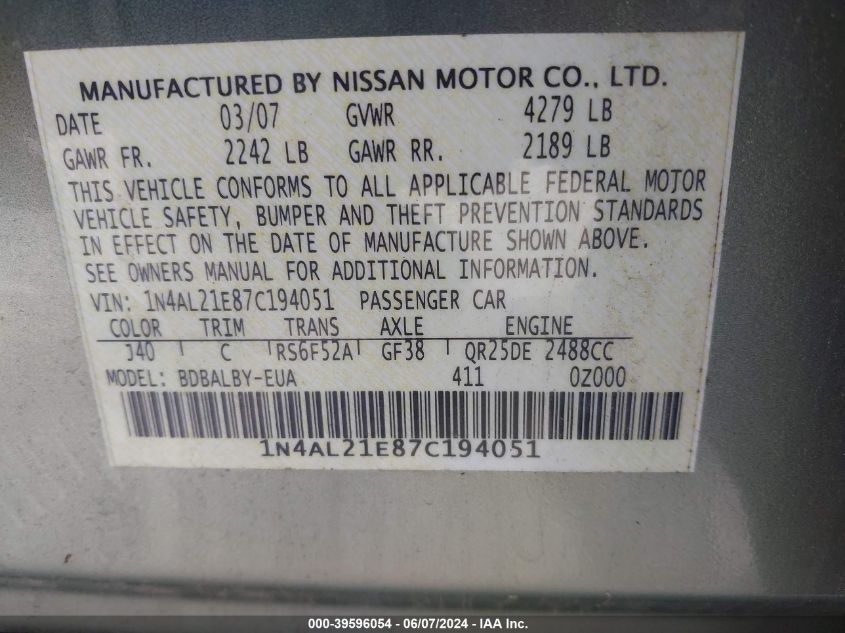 MANUFACTURED BY NISSAN MOTOR CO., LTD.
DATE 03/07 GVWR 4279 LB
GAWR FR. 2242 LB GAWR RR. 2189 LB
THIS VEHICLE CONFORMS TO ALL APPLICABLE FEDERAL MOTOR
VEHICLE SAFETY, BUMPER AND THEFT PREVENTION STANDARDS
IN EFFECT ON THE DATE OF MANUFACTURE SHOWN ABOVE.
SEE OWNERS MANUAL FOR ADDITIONAL INFORMATION.
VIN: 1N4AL21E87C194051 PASSENGER CAR
COLOR TRIM TRANS AXLE ENGINE
J40 C RS6F52A GF38 QR25DE 2488CC
MODEL: BDBALBY-EUA 411 0Z000
1N4AL21E87C194051
000-39596054 - 06/07/2024 - IAA Inc.